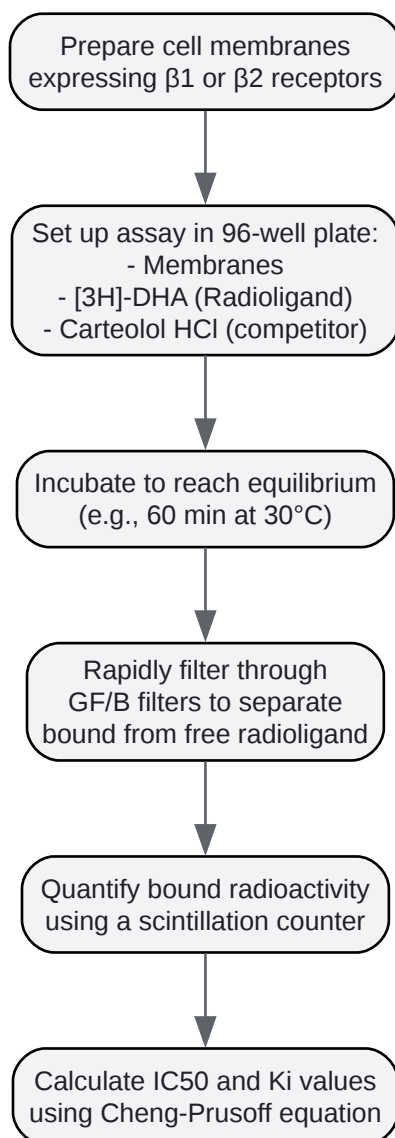 Prepare cell membranes
expressing β1 or β2 receptors
Set up assay in 96-well plate:
- Membranes
- [3H]-DHA (Radioligand)
- Carteolol HCl (competitor)
Incubate to reach equilibrium
(e.g., 60 min at 30°C)
Rapidly filter through
GF/B filters to separate
bound from free radioligand
Quantify bound radioactivity
using a scintillation counter
Calculate IC50 and Ki values
using Cheng-Prusoff equation